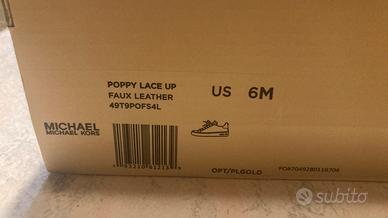 POPPY LACE UP
FAUX LEATHER
49T9POFS4L
US 6M
MICHAEL
MICHAEL KORS
OPT/PLGOLD
subito